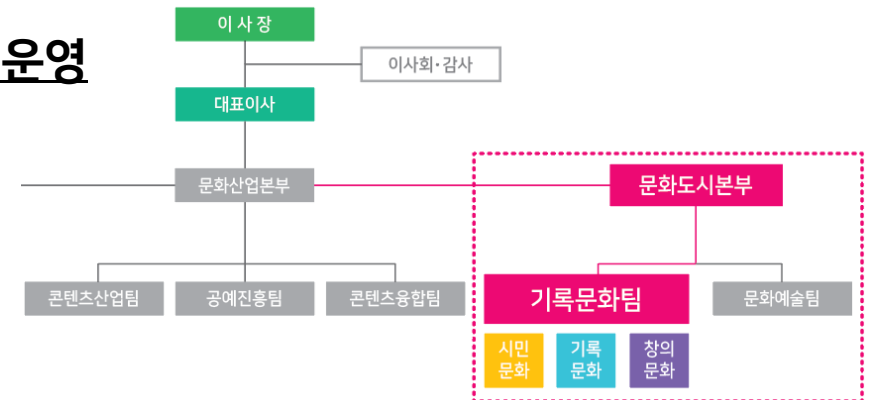 이 사 장
운영
이사회·감사
대표이사
문화산업본부
문화도시본부
콘텐츠산업팀
공예진흥팀
콘텐츠융합팀
기록문화팀
문화예술팀
시민
문화
기록
문화
창의
문화